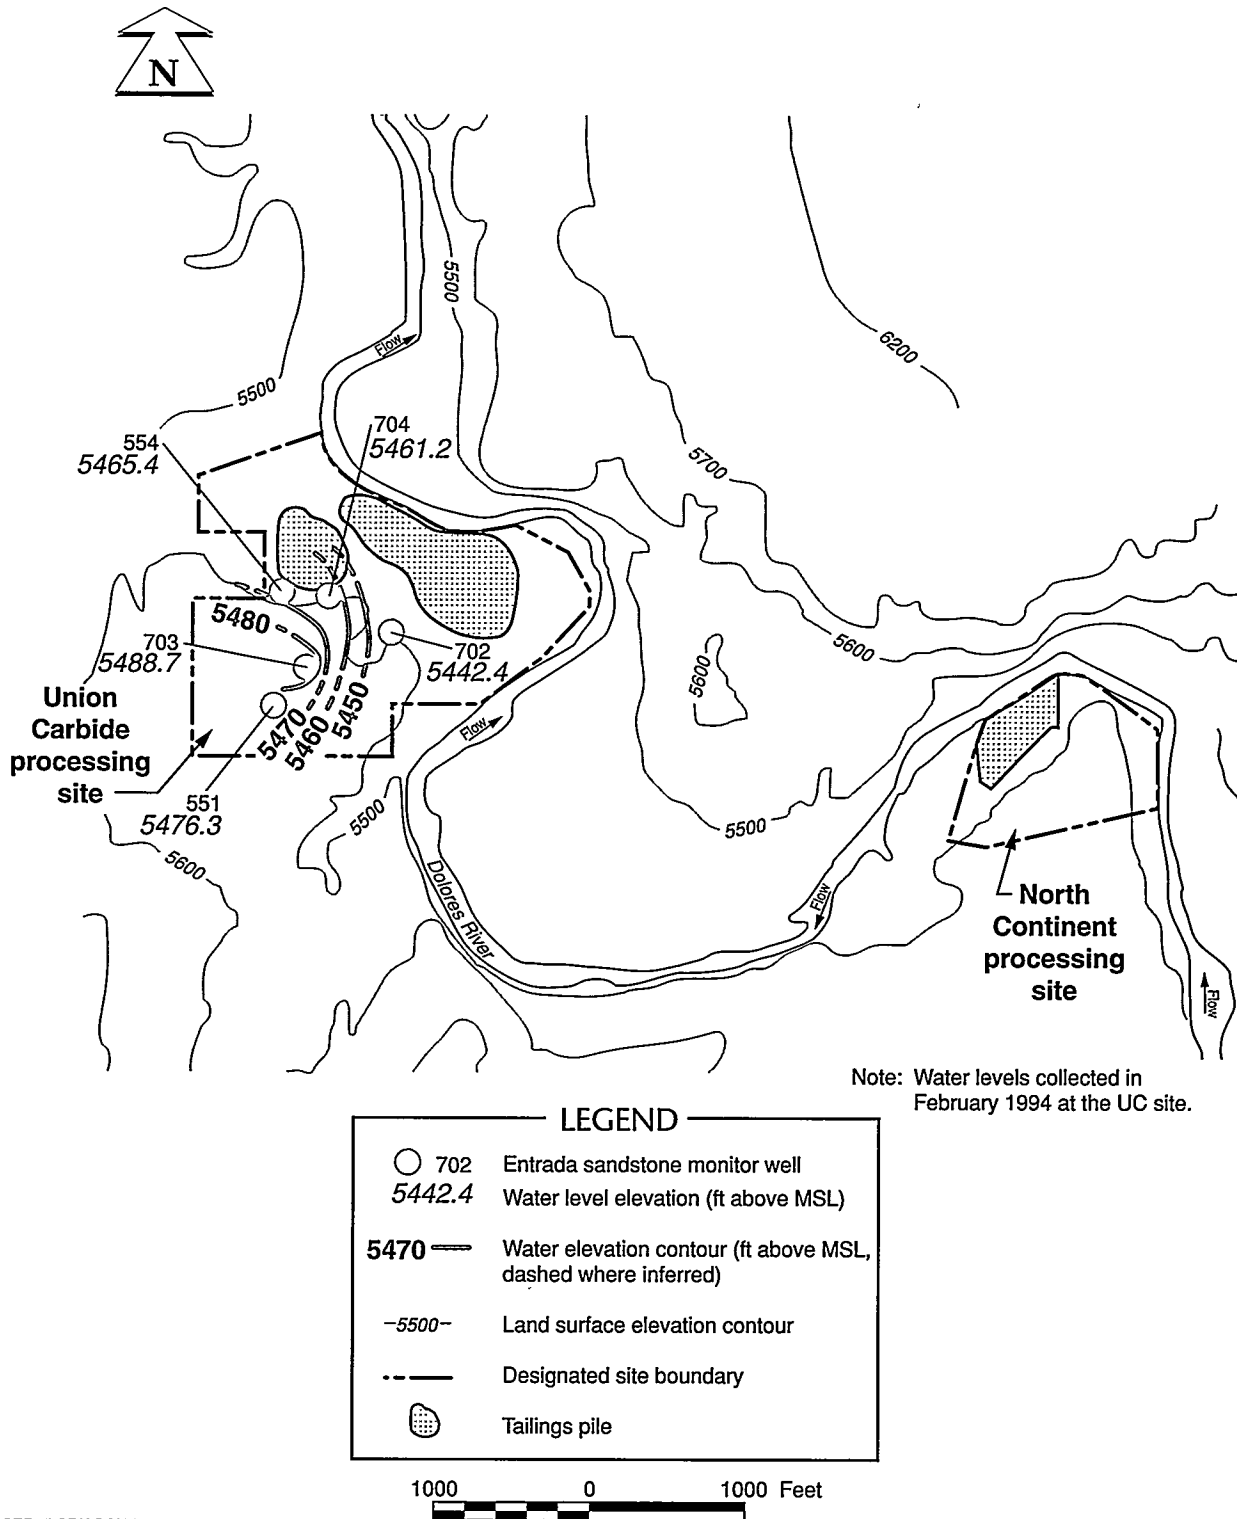 N
5500
Flow
6200
5500
704
5461.2
554
5465.4
5700
5480
703
5488.7
702
5442.4
5600
5600
Union
Carbide
processing
site
5470
5460
5450
Flow
551
5476.3
5500
5500
5600
Dolores River
Flow
North
Continent
processing
site
Flow
Note: Water levels collected in
February 1994 at the UC site.
LEGEND
702 Entrada sandstone monitor well
5442.4 Water level elevation (ft above MSL)
5470 Water elevation contour (ft above MSL,
dashed where inferred)
-5500- Land surface elevation contour
Designated site boundary
Tailings pile
1000 0 1000 Feet